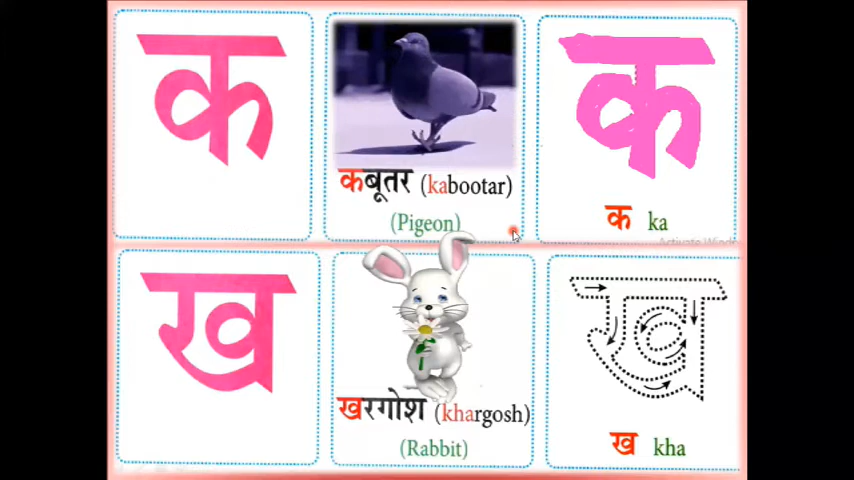 क
कबूतर (kabootar)
(Pigeon)
क ka
ख
खरगोश (khargosh)
(Rabbit)
ख
ख kha